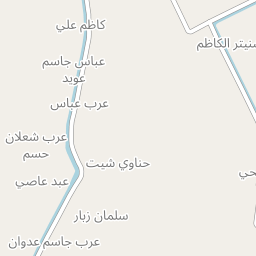 كاظم علي
سنيتر الكاظم
عباس جاسم
عويد
عرب عباس
عرب شعلان
حسم
حناوي شيت
عبد عاصي
سلمان زبار
عرب جاسم عدوان